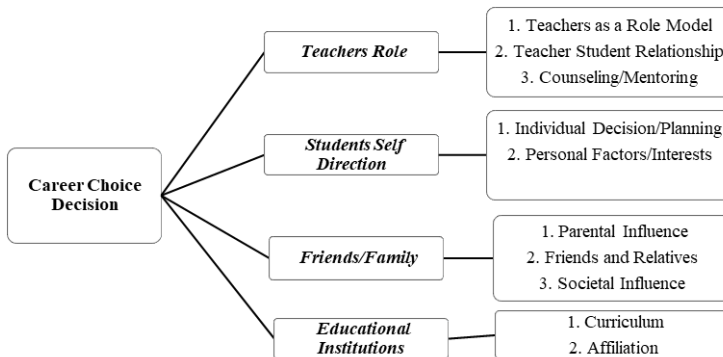 Career Choice
Decision
Teachers Role
1. Teachers as a Role Model
2. Teacher Student Relationship
3. Counseling/Mentoring
Students Self
Direction
1. Individual Decision/Planning
2. Personal Factors/Interests
Friends/Family
1. Parental Influence
2. Friends and Relatives
3. Societal Influence
Educational
Institutions
1. Curriculum
2. Affiliation